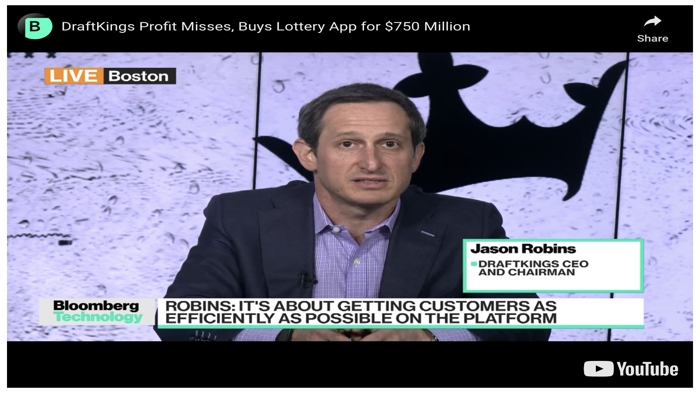 B
DraftKings Profit Misses, Buys Lottery App for $750 Million
Share
LIVE Boston
Jason Robins
DRAFTKINGS CEO
AND CHAIRMAN
Bloomberg
Technology
ROBINS: IT'S ABOUT GETTING CUSTOMERS AS
EFFICIENTLY AS POSSIBLE ON THE PLATFORM
YouTube